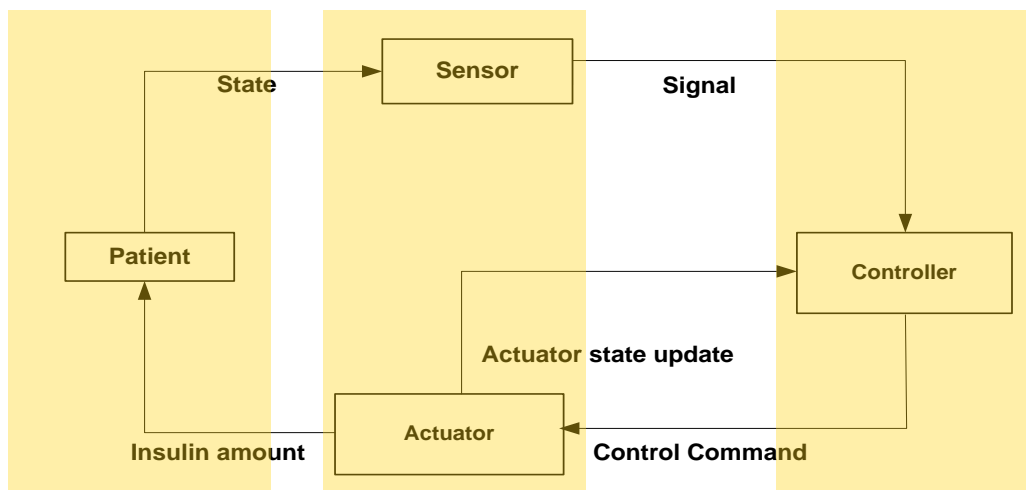 Sensor
State
Signal
Patient
Controller
Actuator state update
Actuator
Insulin amount
Control Command